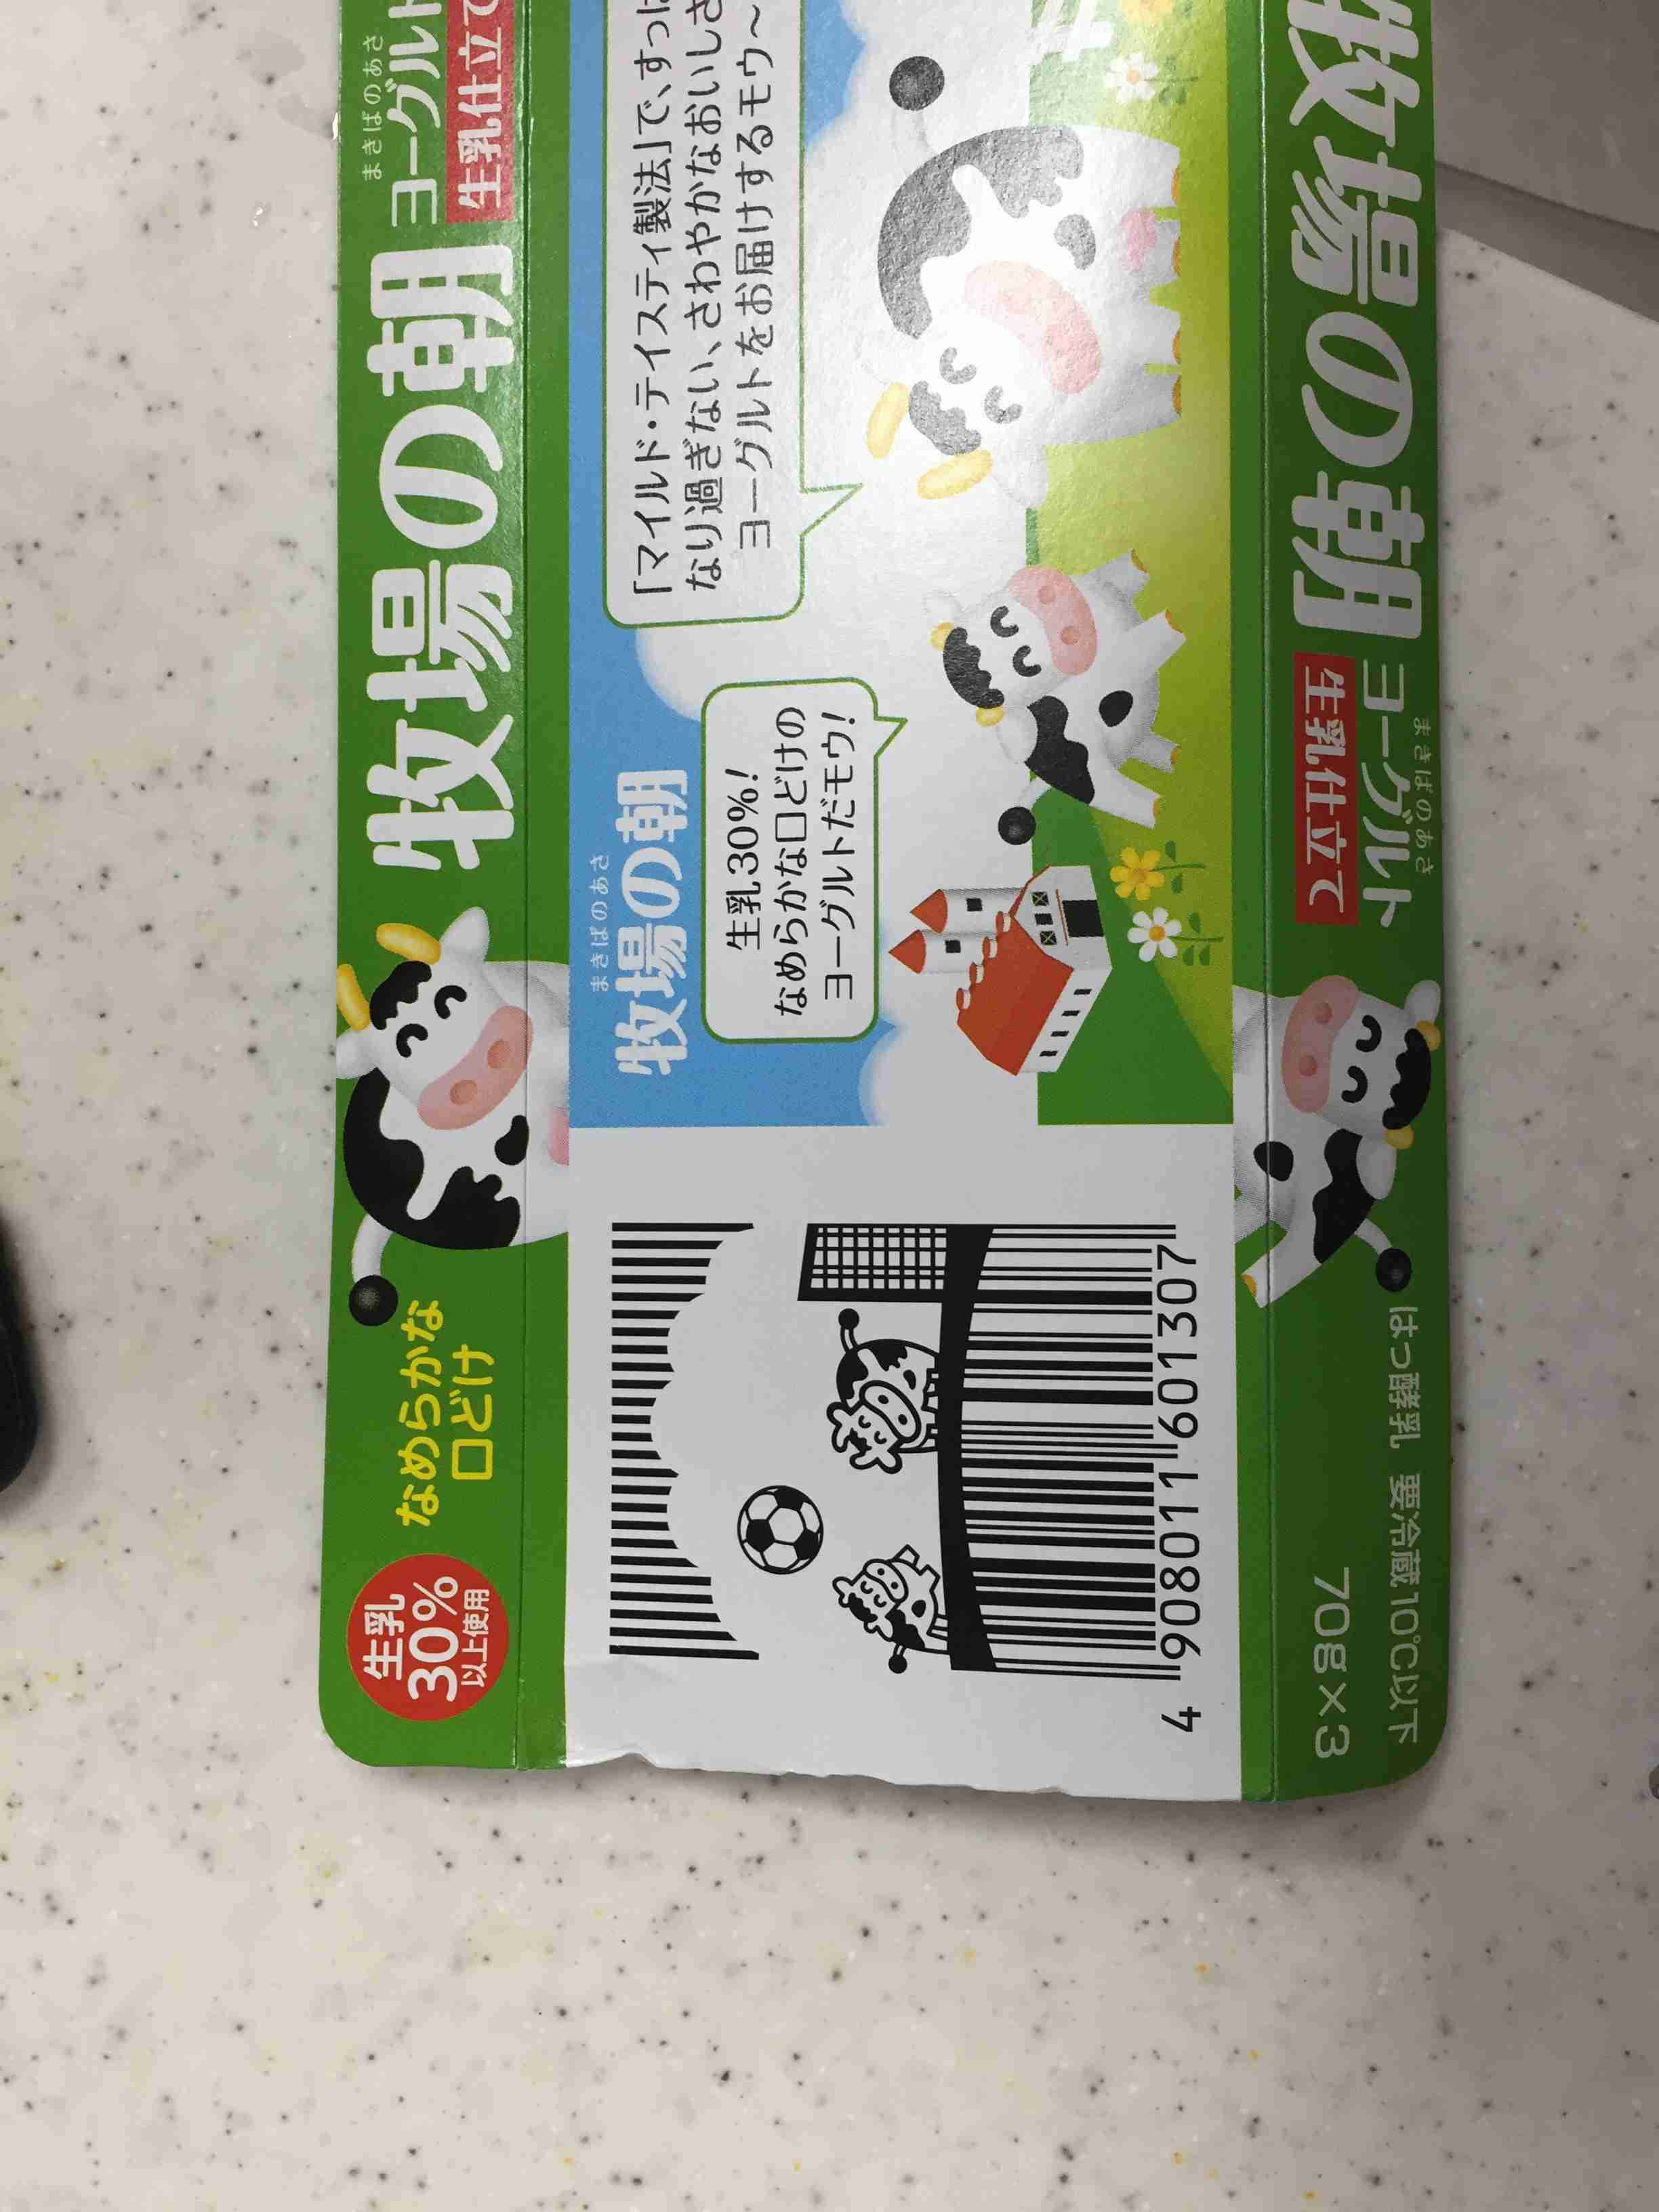 まきばのあさ
牧場の朝
ヨーグルト
生乳仕立て
生乳
30%
以上使用
なめらかな
口どけ
まきばのあさ
牧場の朝
生乳30%!
なめらかな口どけの
ヨーグルトだモウ!
「マイルド・テイスティ製法」で、すっぱ
なり過ぎない、さわやかなおいしさ
ヨーグルトをお届けするモウ〜
4 908011 601307
牧場の朝
まきばのあさ
ヨーグルト
生乳仕立て
はっ酵乳 要冷蔵10℃以下
70g×3